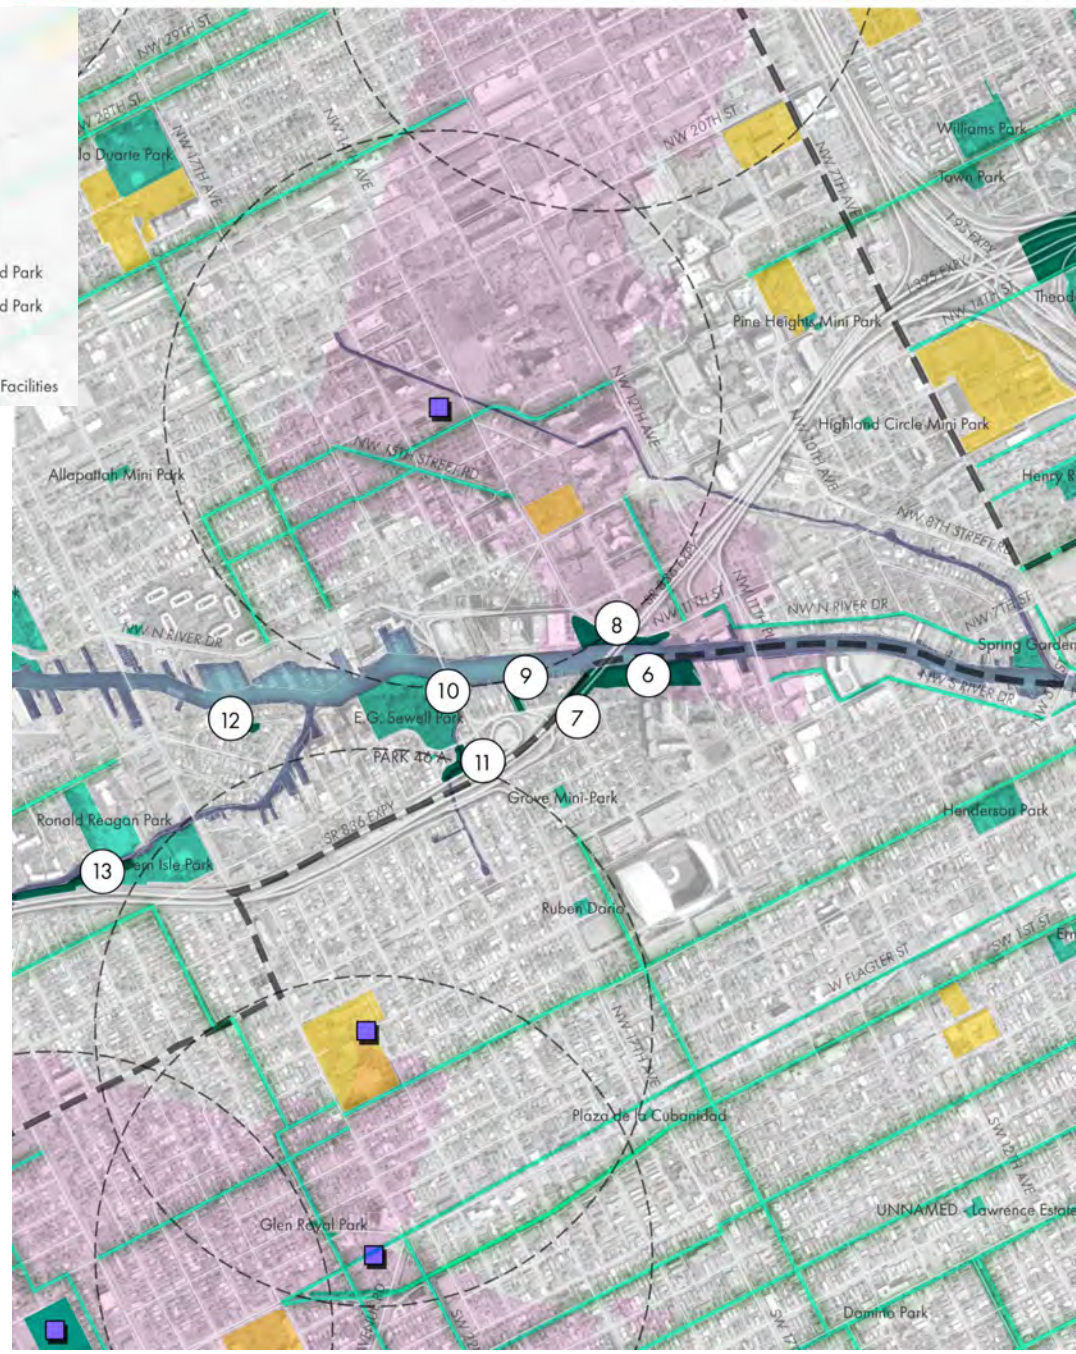 NW 29TH ST
NW 28TH ST
lo Duarte Park
NW 17TH AVE
NW 20TH ST
NW 7TH AVE
Williams Park
Town Park
I-95 EXPY
I-395 EXPY
NW 14TH ST
d Park
d Park
Facilities
Pine Heights Mini Park
NW 12TH AVE
NW 10TH AVE
Highland Circle Mini Park
Allapattah Mini Park
NW 15TH STREET RD
Henry R
NW 8TH STREET RD
SR 836 EXPY
NW 11TH ST
NW 11TH PL
NW N RIVER DR
NW 7TH ST
NW N RIVER DR
8
Spring Garden
6
9
10
NW S RIVER DR
12
E.G. Sewell Park
7
PARK 46 A
11
Grove Mini-Park
Henderson Park
Ronald Reagan Park
SR 836 EXPY
13
ern Isle Park
Ruben Dario
SW 1ST ST
W FLAGLER ST
NW 17TH AVE
Plaza de la Cubanidad
SW 12TH AVE
UNNAMED - Lawrence Estate
Glen Royal Park
Domino Park
SW 17